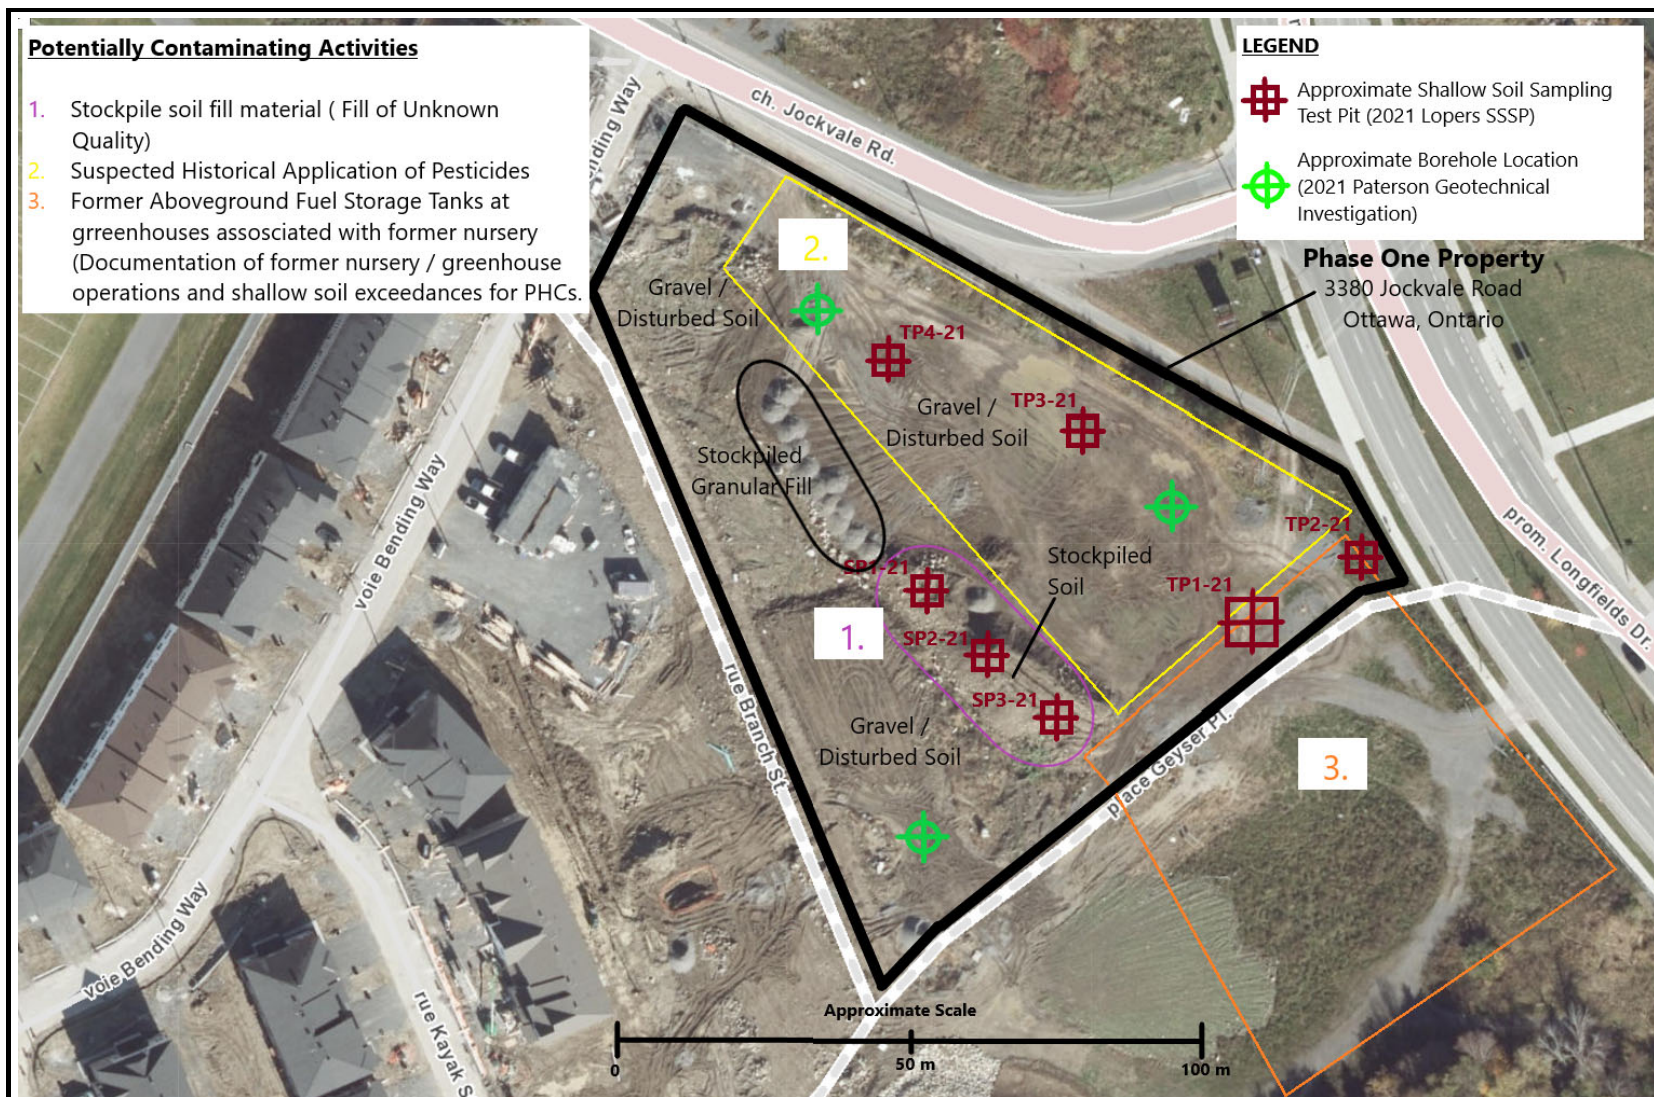 Potentially Contaminating Activities
1. Stockpile soil fill material ( Fill of Unknown
Quality)
2. Suspected Historical Application of Pesticides
3. Former Aboveground Fuel Storage Tanks at
grreenhouses assosciated with former nursery
(Documentation of former nursery / greenhouse
operations and shallow soil exceedances for PHCs.
LEGEND
Approximate Shallow Soil Sampling
Test Pit (2021 Lopers SSSP)
Approximate Borehole Location
(2021 Paterson Geotechnical
Investigation)
Phase One Property
3380 Jockvale Road
Ottawa, Ontario
ch. Jockvale Rd.
ending Way
2.
Gravel /
Disturbed Soil
TP4-21
TP3-21
Gravel /
Disturbed Soil
Stockpiled
Granular Fill
voie Bending Way
TP2-21
prom. Longfields Dr.
SP1-21
Stockpiled
Soil
TP1-21
1.
SP2-21
SP3-21
rue Branch St.
Gravel /
Disturbed Soil
place Geyser Pl.
3.
voie Bending Way
rue Kayak S
Approximate Scale
0
50 m
100 m